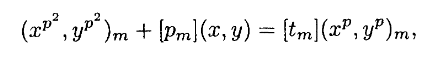 (x^{p^2}, y^{p^2})_m + [p_m](x, y) = [t_m](x^p, y^p)_m,